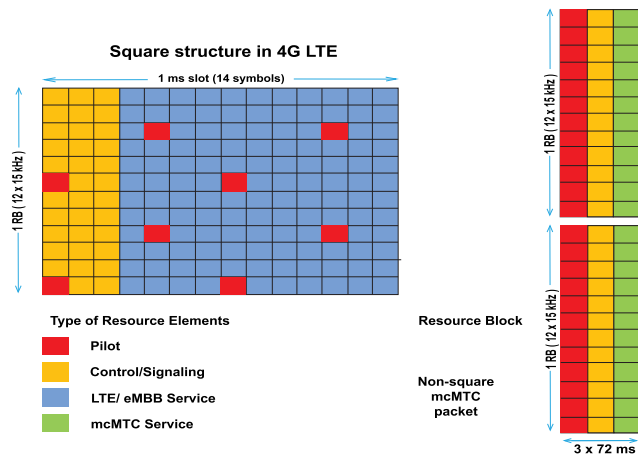 Square structure in 4G LTE
1 ms slot (14 symbols)
1 RB ( 12 x 15 kHz)
1 RB ( 12 x 15 kHz)
1 RB ( 12 x 15 kHz)
Type of Resource Elements
Pilot
Control/Signaling
LTE/ eMBB Service
mcMTC Service
Resource Block
Non-square
mcMTC
packet
3 x 72 ms